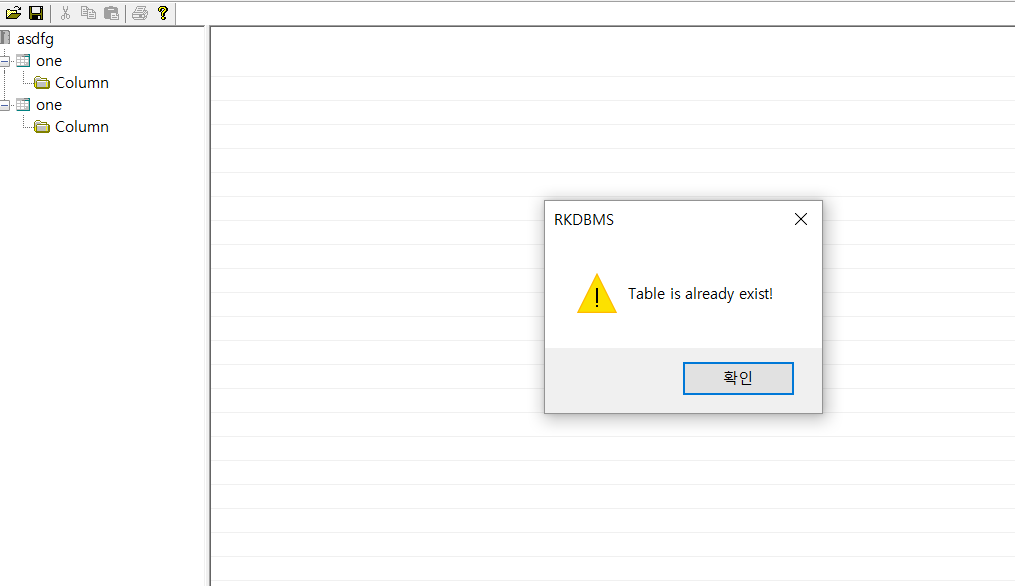 asdfg
one
Column
one
Column
RKDBMS
Table is already exist!
확인